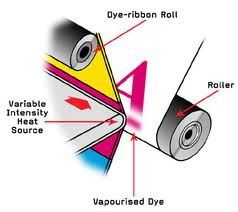 Dye-ribbon Roll
A
Roller
Variable
Intensity
Heat
Source
Vapourised Dye